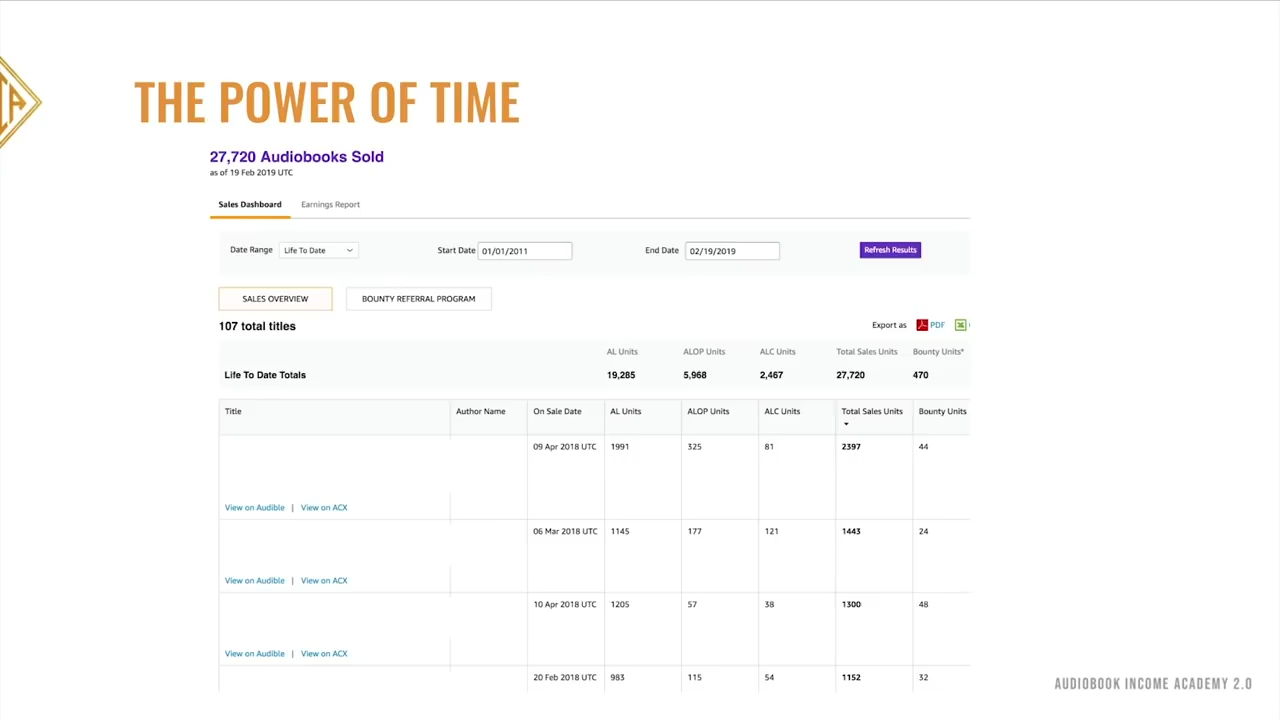 THE POWER OF TIME
27,720 Audiobooks Sold
as of 19 Feb 2019 UTC
Sales Dashboard Earnings Report
Date Range Life To Date Start Date 01/01/2011 End Date 02/19/2019 Refresh Results
SALES OVERVIEW BOUNTY REFERRAL PROGRAM
107 total titles Export as PDF
AL Units ALOP Units ALC Units Total Sales Units Bounty Units*
Life To Date Totals 19,285 5,968 2,467 27,720 470
Title Author Name On Sale Date AL Units ALOP Units ALC Units Total Sales Units Bounty Units
09 Apr 2018 UTC 1991 325 81 2397 44
View on Audible | View on ACX
06 Mar 2018 UTC 1145 177 121 1443 24
View on Audible | View on ACX
10 Apr 2018 UTC 1205 57 38 1300 48
View on Audible | View on ACX
20 Feb 2018 UTC 983 115 54 1152 32
AUDIOBOOK INCOME ACADEMY 2.0